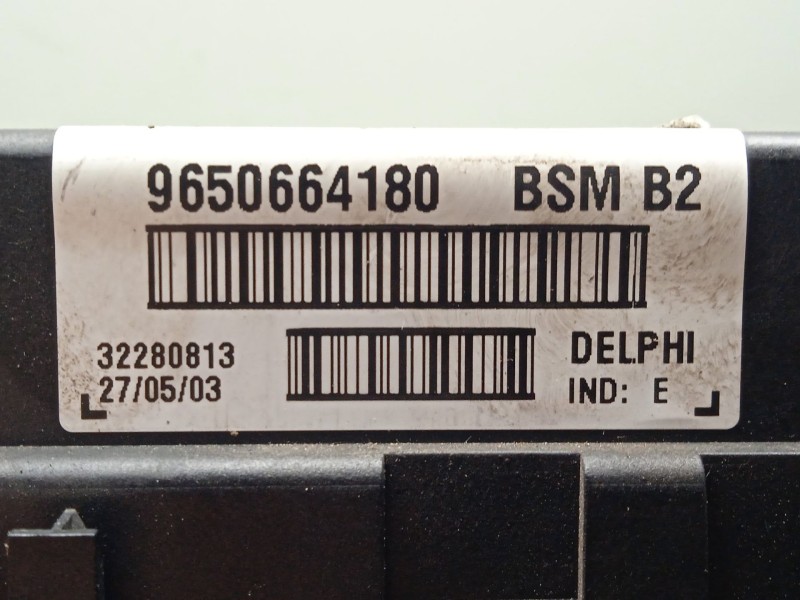 9650664180 BSM B2
32280813 DELPHI
27/05/03 IND: E